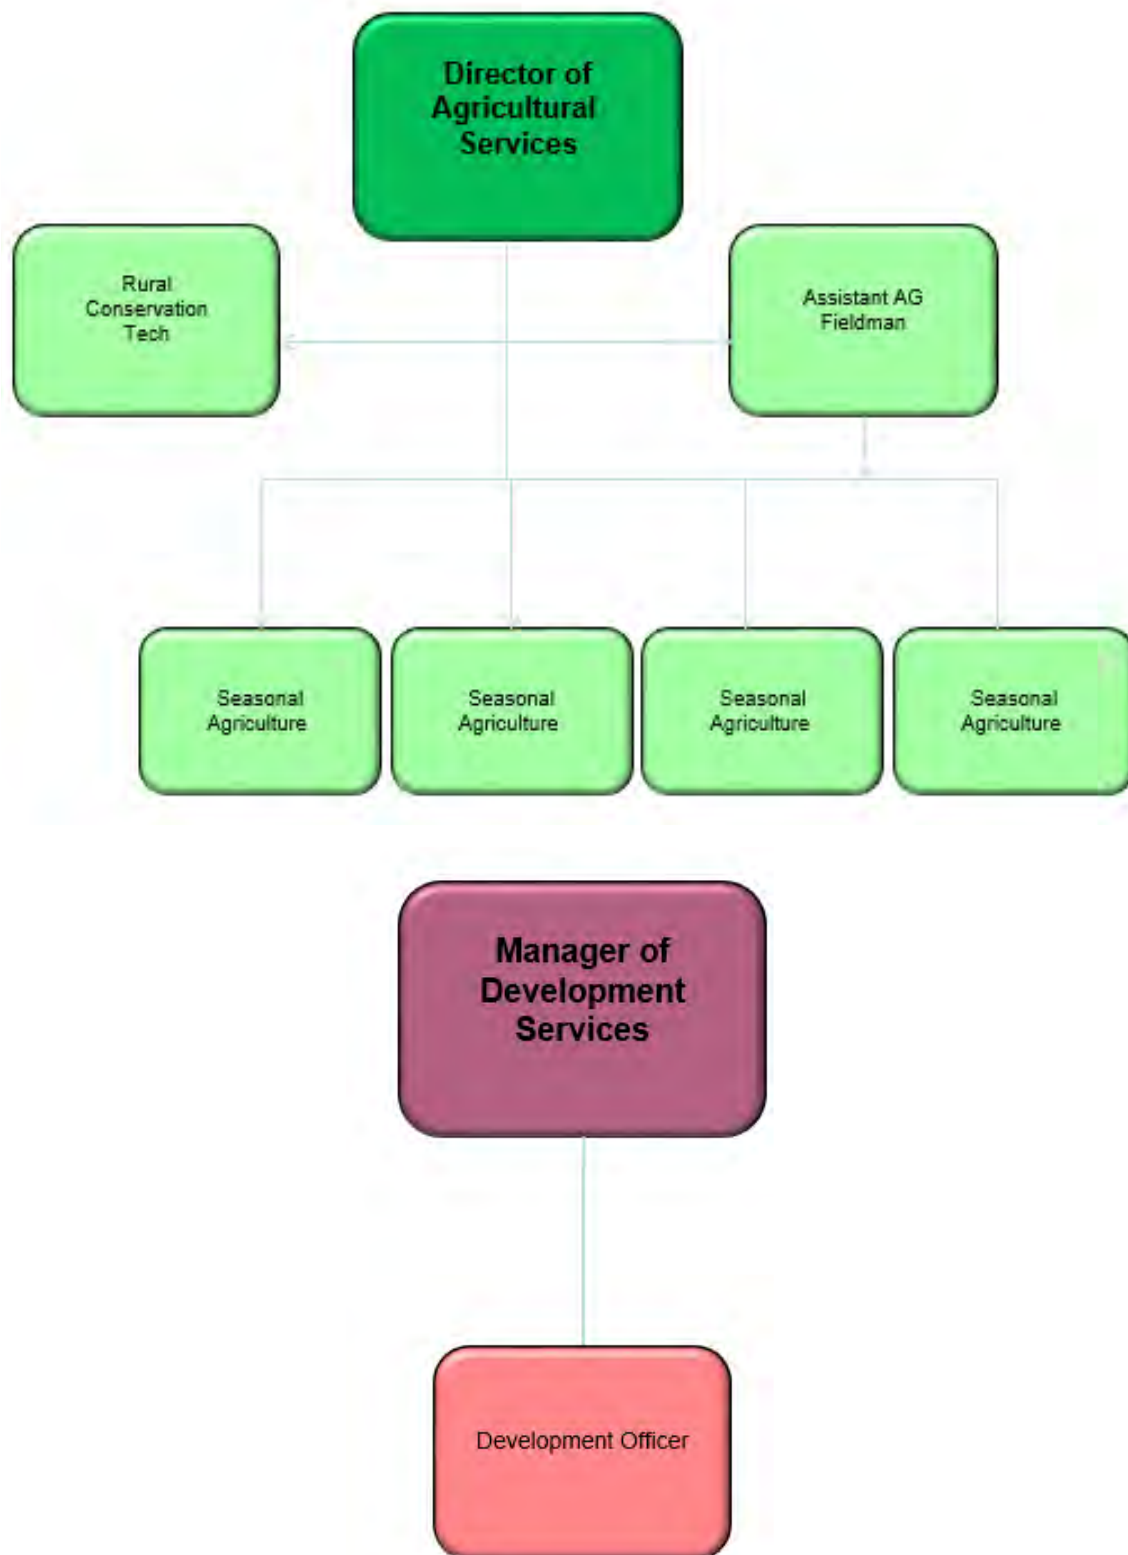 Director of
Agricultural
Services
Rural
Conservation
Tech
Assistant AG
Fieldman
Seasonal
Agriculture
Seasonal
Agriculture
Seasonal
Agriculture
Seasonal
Agriculture
Manager of
Development
Services
Development Officer